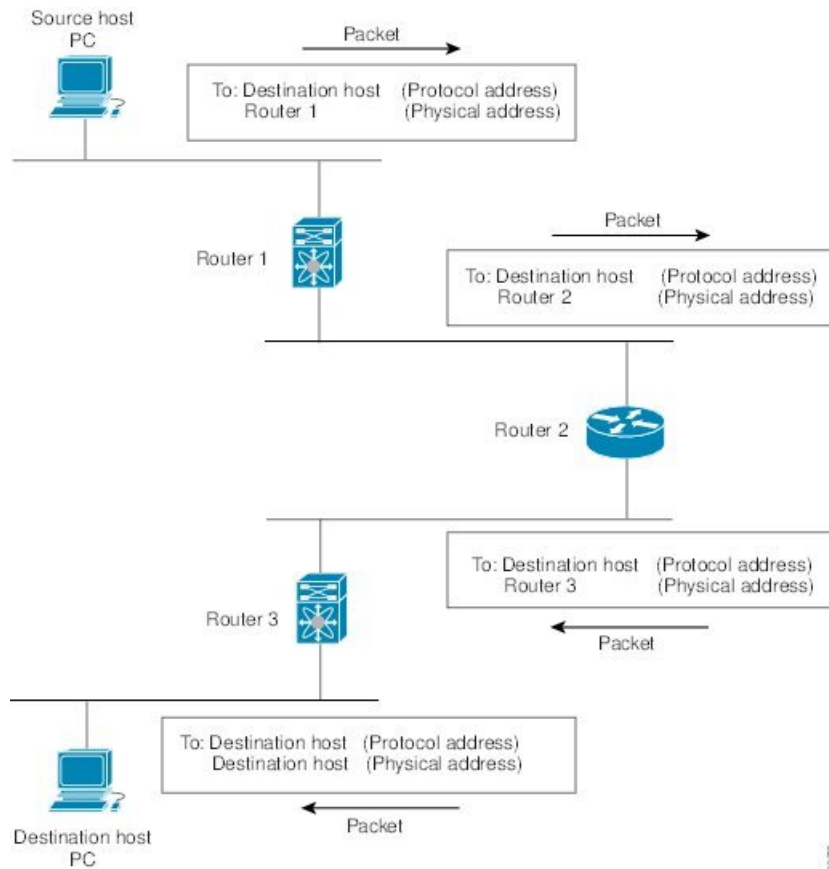 Source host
PC
Packet
To: Destination host (Protocol address)
Router 1 (Physical address)
Router 1
Packet
To: Destination host (Protocol address)
Router 2 (Physical address)
Router 2
To: Destination host (Protocol address)
Router 3 (Physical address)
Router 3
Packet
To: Destination host (Protocol address)
Destination host (Physical address)
Packet
Destination host
PC